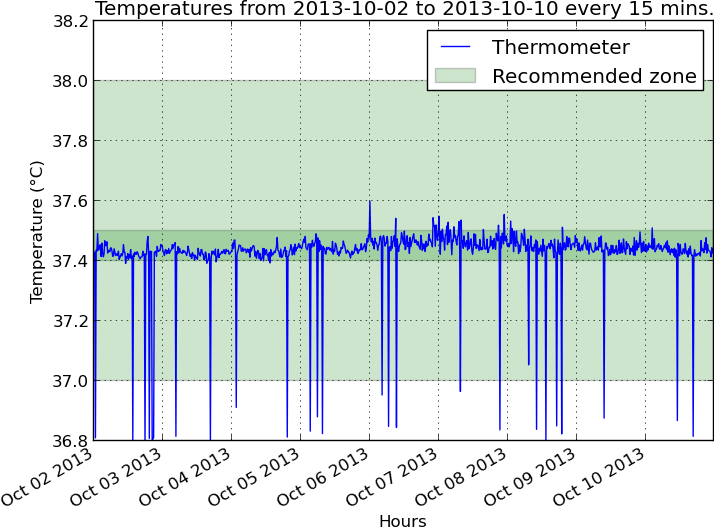 Temperatures from 2013-10-02 to 2013-10-10 every 15 mins.
38.2
38.0
37.8
37.6
37.4
37.2
37.0
36.8
Temperature (°C)
Thermometer
Recommended zone
Oct 02 2013
Oct 03 2013
Oct 04 2013
Oct 05 2013
Oct 06 2013
Oct 07 2013
Oct 08 2013
Oct 09 2013
Oct 10 2013
Hours